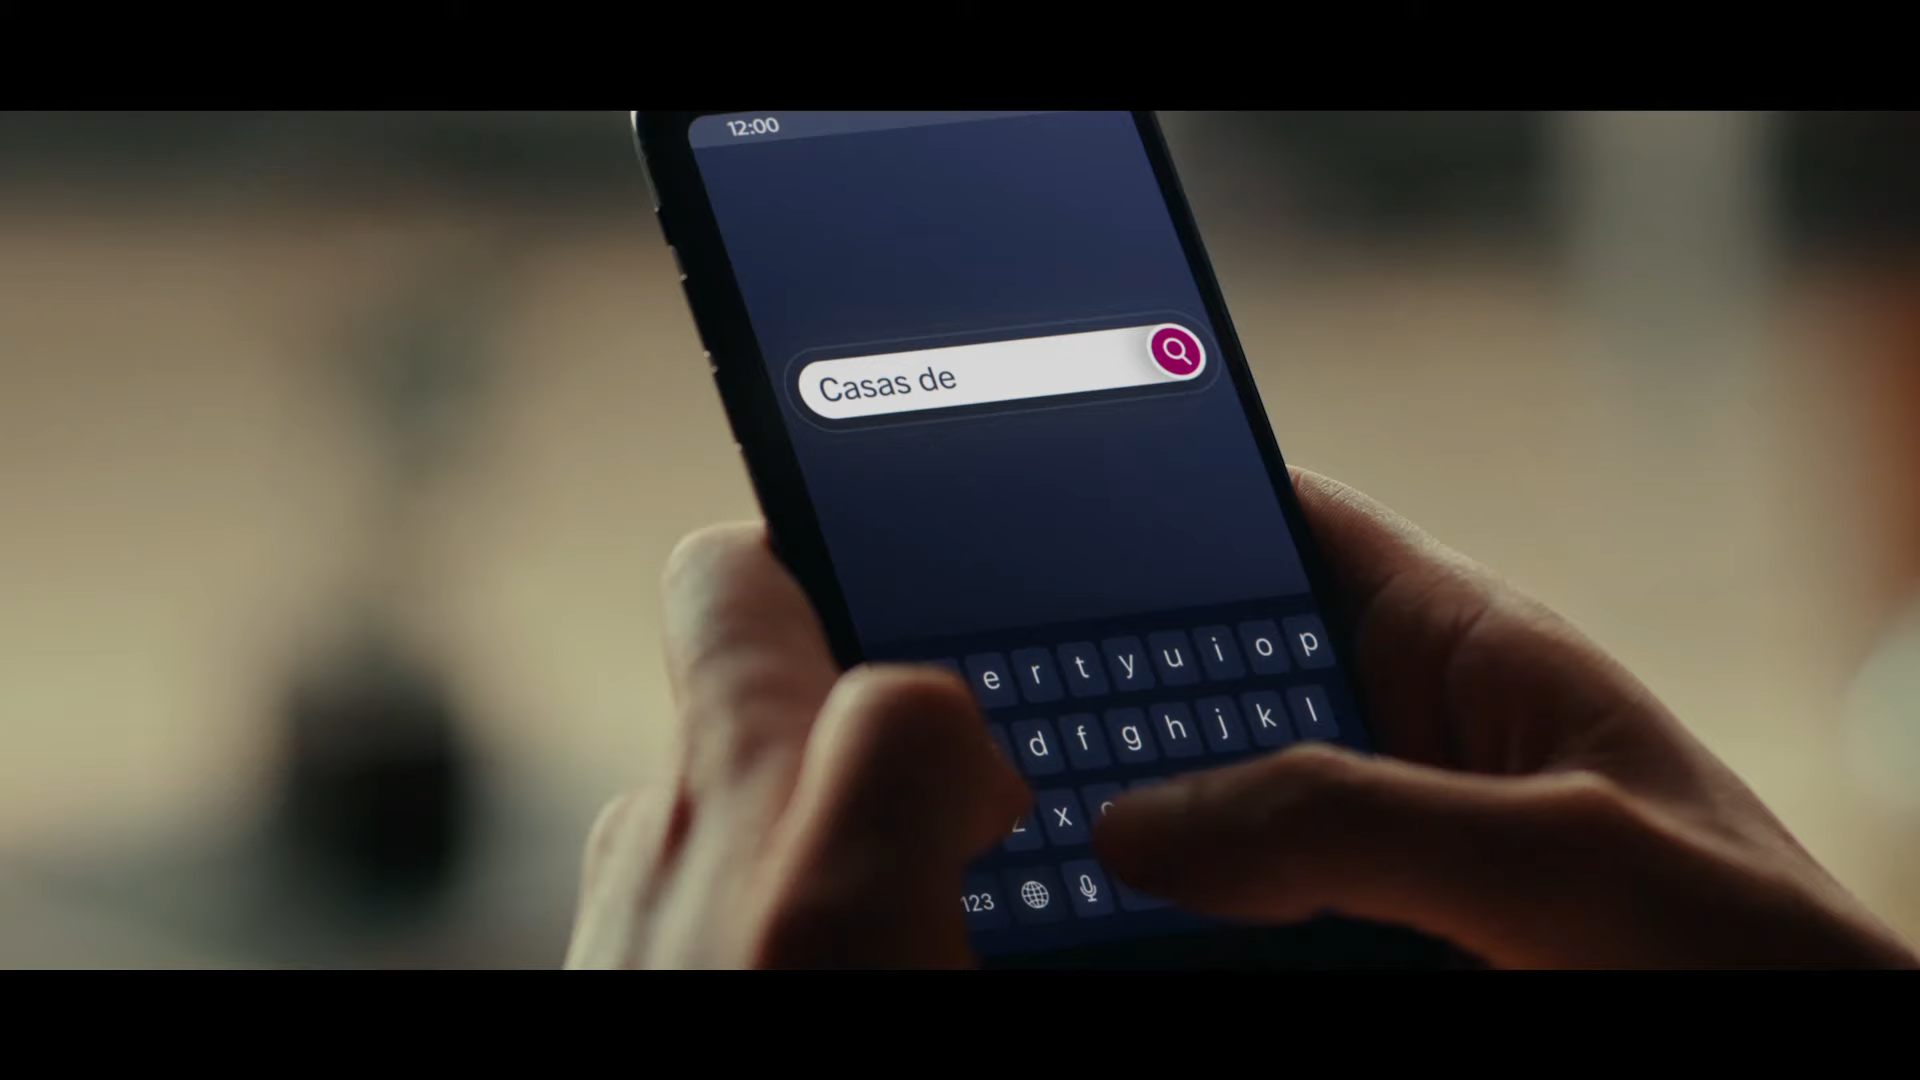 12:00
Casas de
e r t y u i o p
d f g h j k l
z x c
123